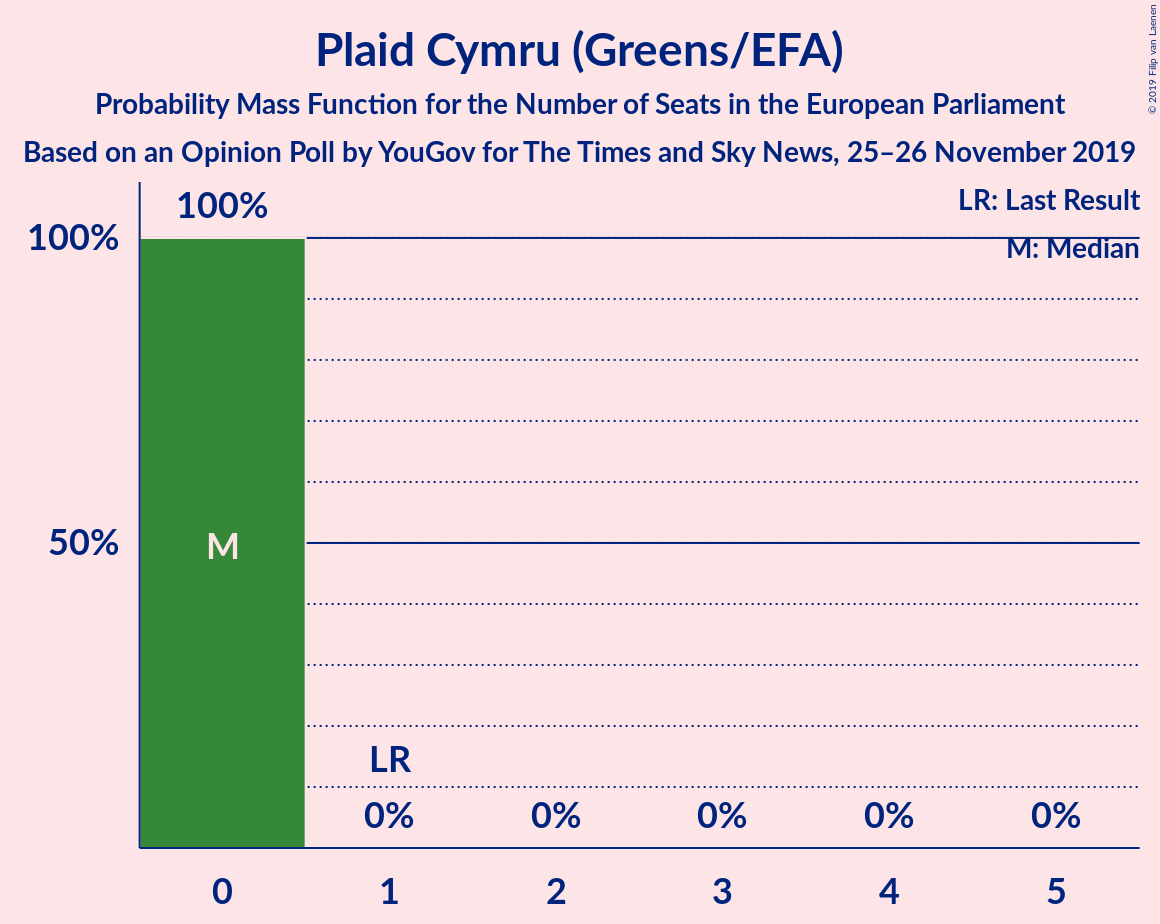 Plaid Cymru (Greens/EFA)
Probability Mass Function for the Number of Seats in the European Parliament
Based on an Opinion Poll by YouGov for The Times and Sky News, 25–26 November 2019
© 2019 Filip van Laenen
LR: Last Result
M: Median
100%
100%
50%
M
LR
0%
0%
0%
0%
0%
0
1
2
3
4
5